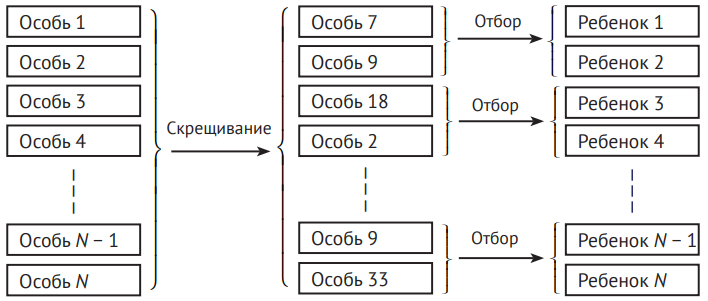 Особь 1
Особь 2
Особь 3
Особь 4
Особь N – 1
Особь N
Скрещивание
Особь 7
Особь 9
Особь 18
Особь 2
Особь 9
Особь 33
Отбор
Отбор
Отбор
Ребенок 1
Ребенок 2
Ребенок 3
Ребенок 4
Ребенок N – 1
Ребенок N